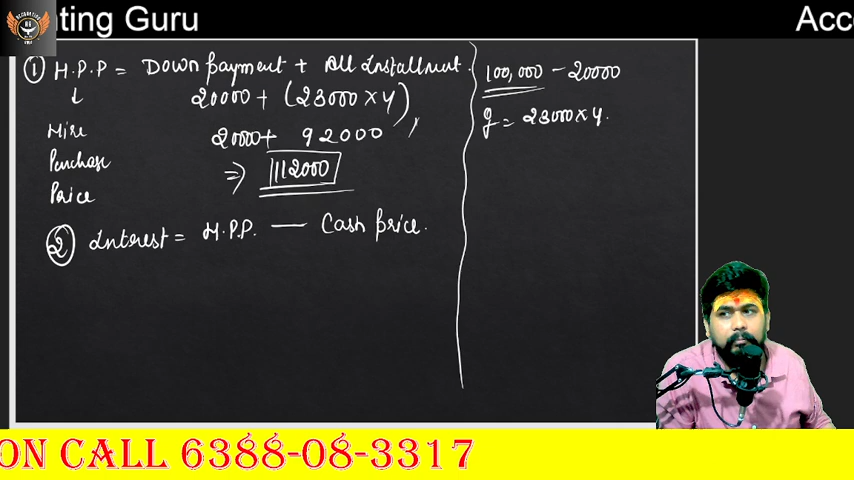 ting Guru
Acco
① H.P.P = Down payment + All Installment.
↓
20000 + (23000 × 4)
Hire
20000 + 92000
Purchase
=> 112000
Price
② Interest = H.P.P. — Cash price.
100,000 – 20000
g = 23000 × 4.
ON CALL 6388-08-3317